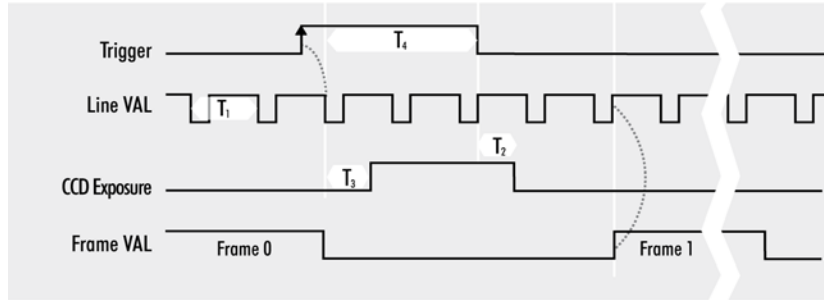 Trigger
T₄
Line VAL
T₁
T₂
CCD Exposure
T₃
Frame VAL
Frame 0
Frame 1